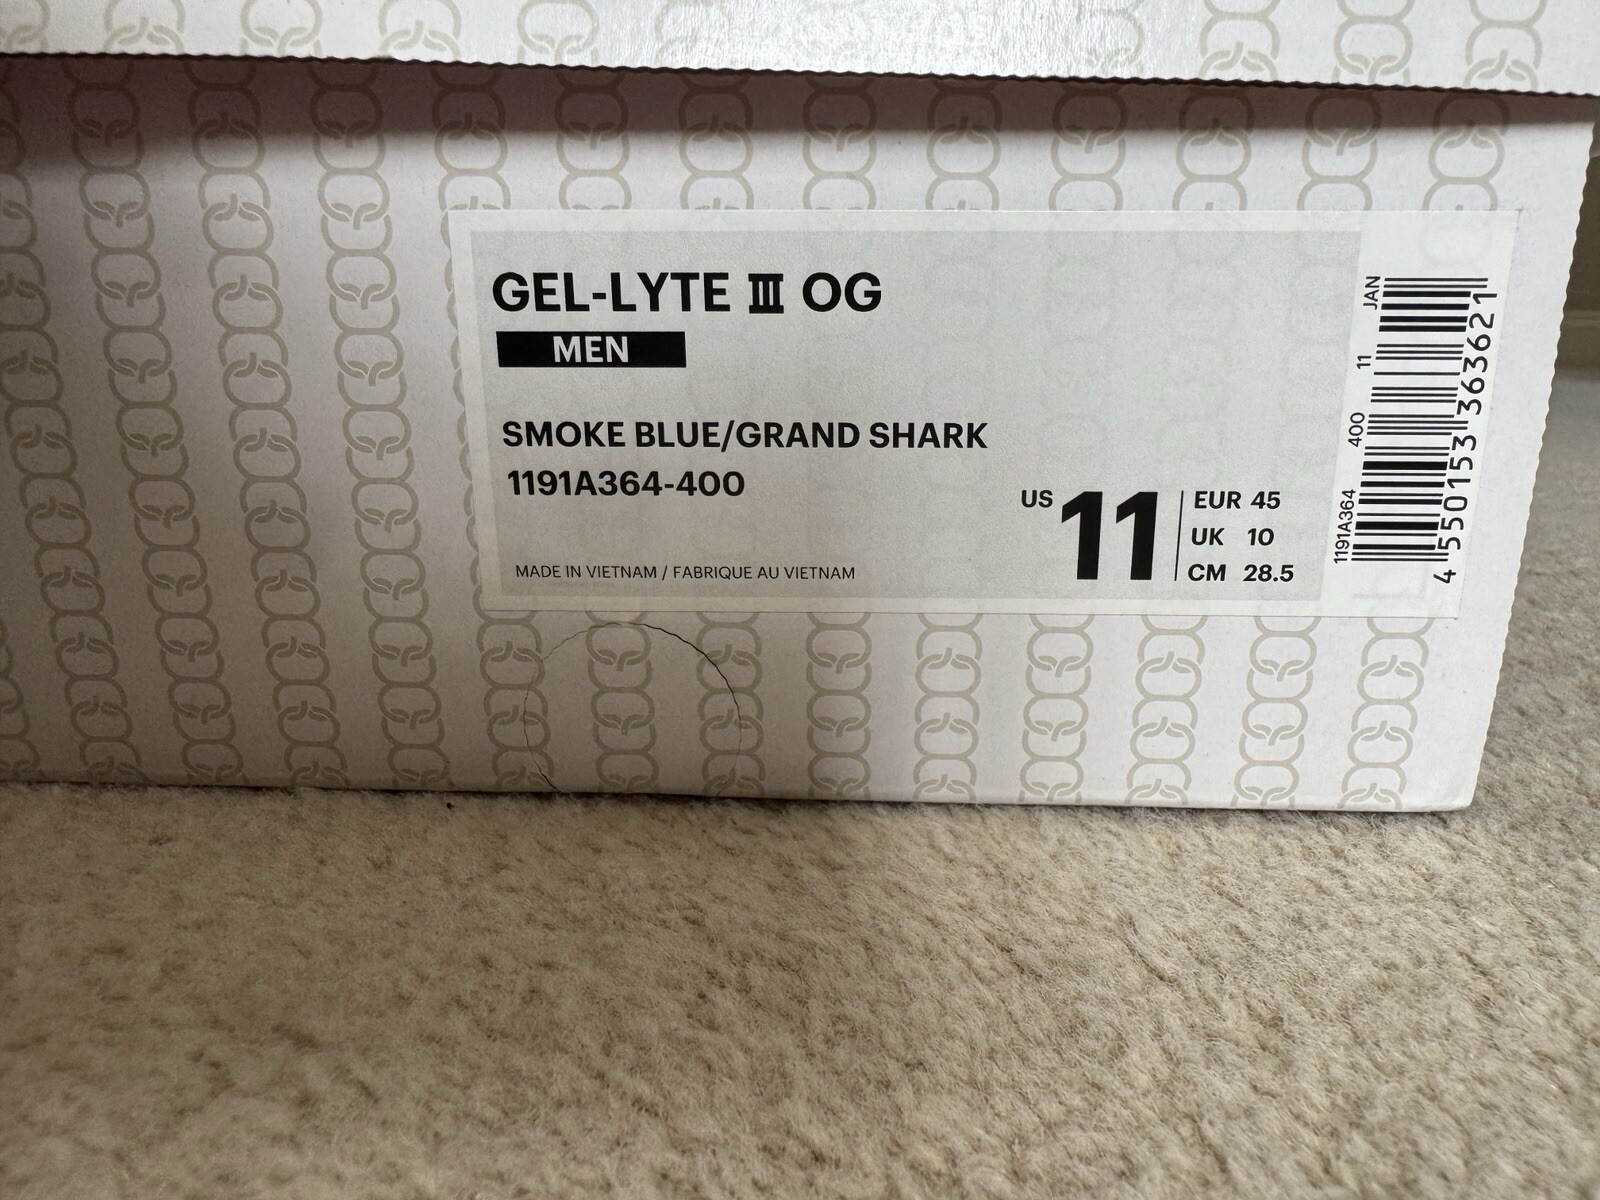 GEL-LYTE III OG
MEN
SMOKE BLUE/GRAND SHARK
1191A364-400
MADE IN VIETNAM / FABRIQUE AU VIETNAM
US 11
EUR 45
UK 10
CM 28.5
1191A364 400 11 JAN
4 550153 363621